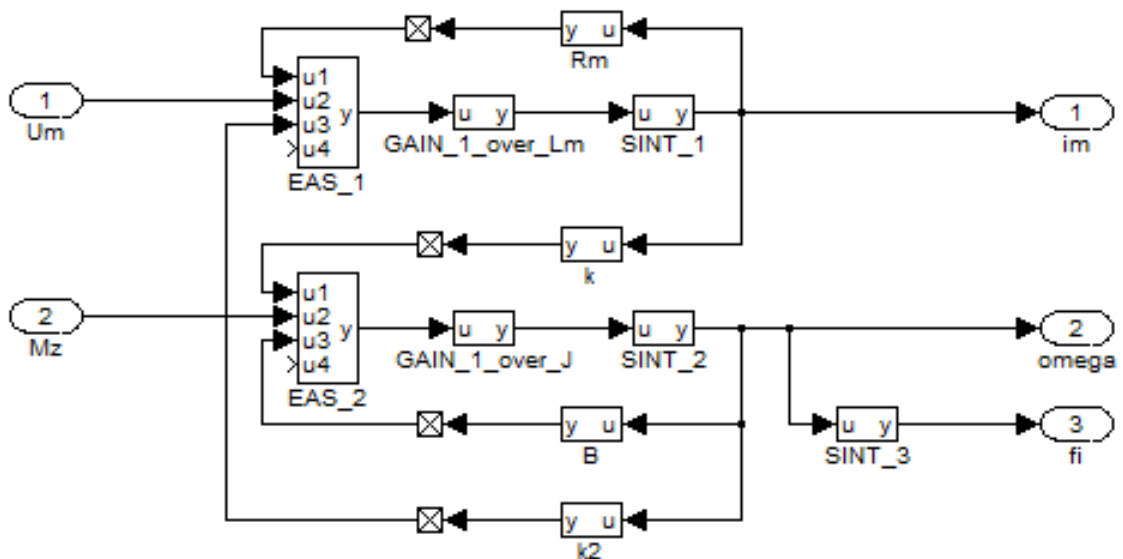 y u
Rm
1
Um
u1
u2
u3
u4
y
EAS_1
u y
GAIN_1_over_Lm
u y
SINT_1
1
im
y u
k
2
Mz
u1
u2
u3
u4
y
EAS_2
u y
GAIN_1_over_J
u y
SINT_2
2
omega
y u
B
u y
SINT_3
3
fi
y u
k2